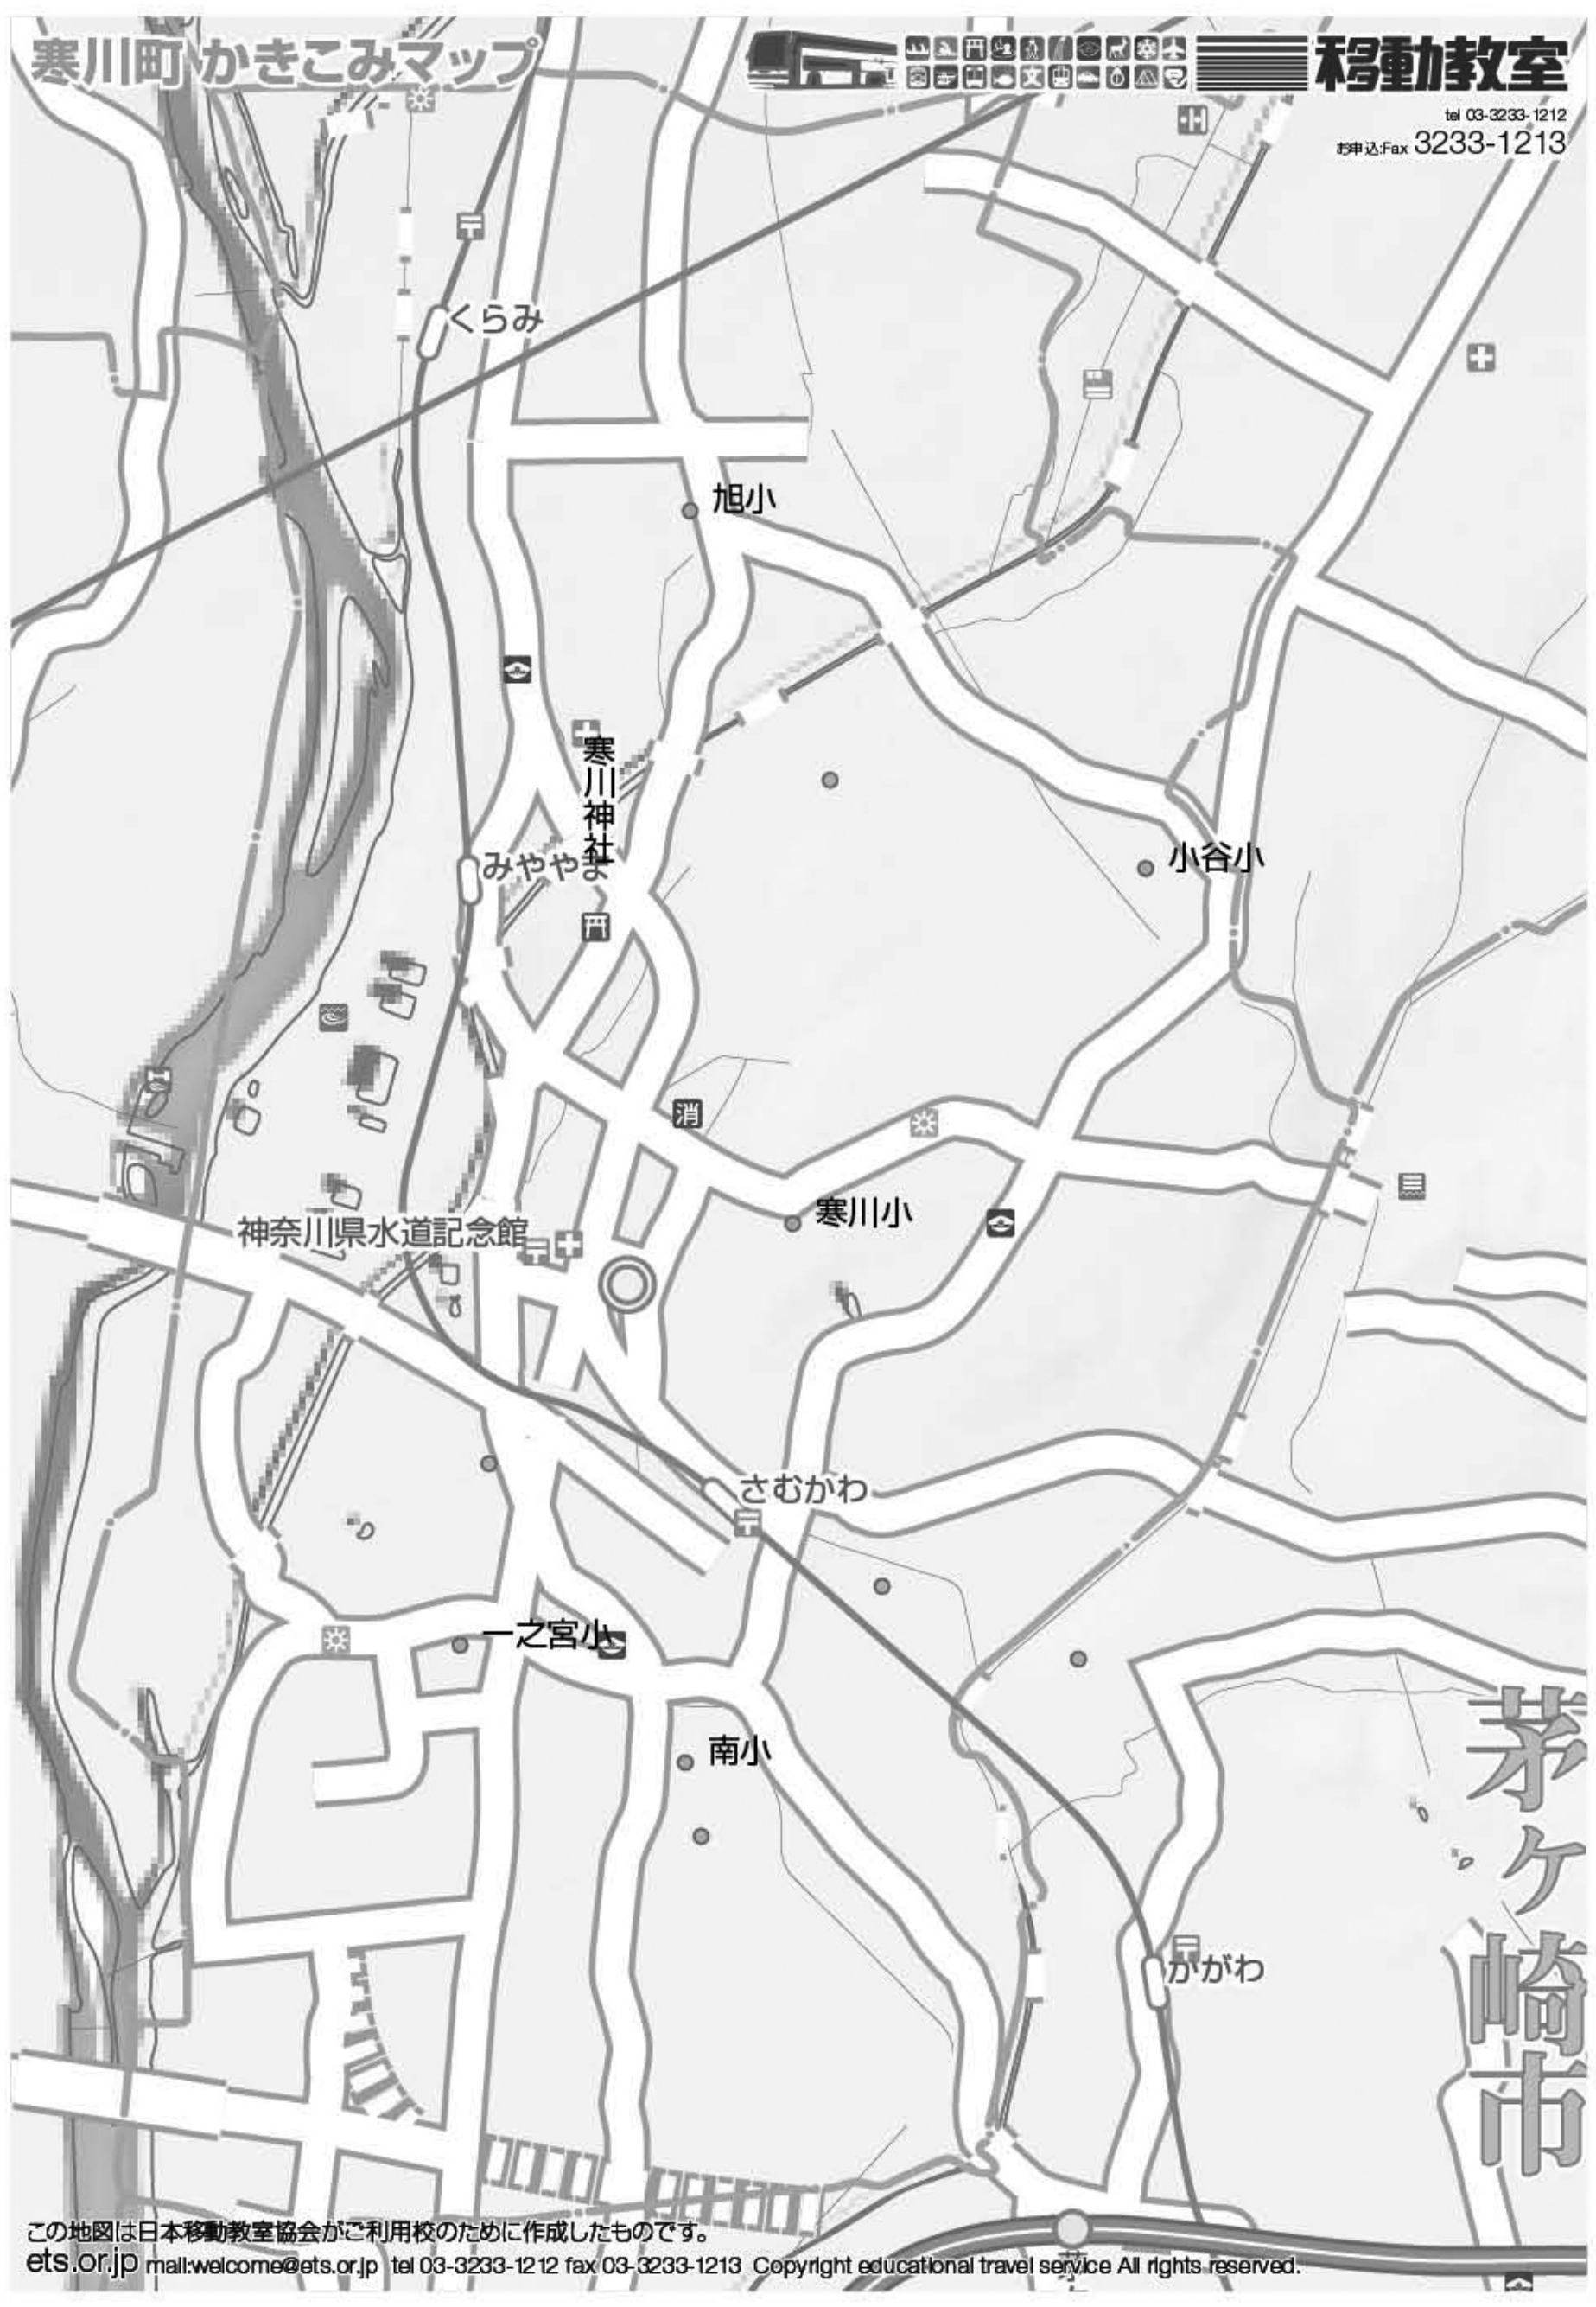 寒川町 かきこみマップ
移動教室
tel 03-3233-1212
お申込:Fax 3233-1213
くらみ
旭小
寒川神社
みややま
小谷小
消
寒川小
神奈川県水道記念館
さむかわ
一之宮小
南小
茅ヶ崎市
かがわ
この地図は日本移動教室協会がご利用校のために作成したものです。
ets.or.jp mail:welcome@ets.or.jp tel 03-3233-1212 fax 03-3233-1213 Copyright educational travel service All rights reserved.